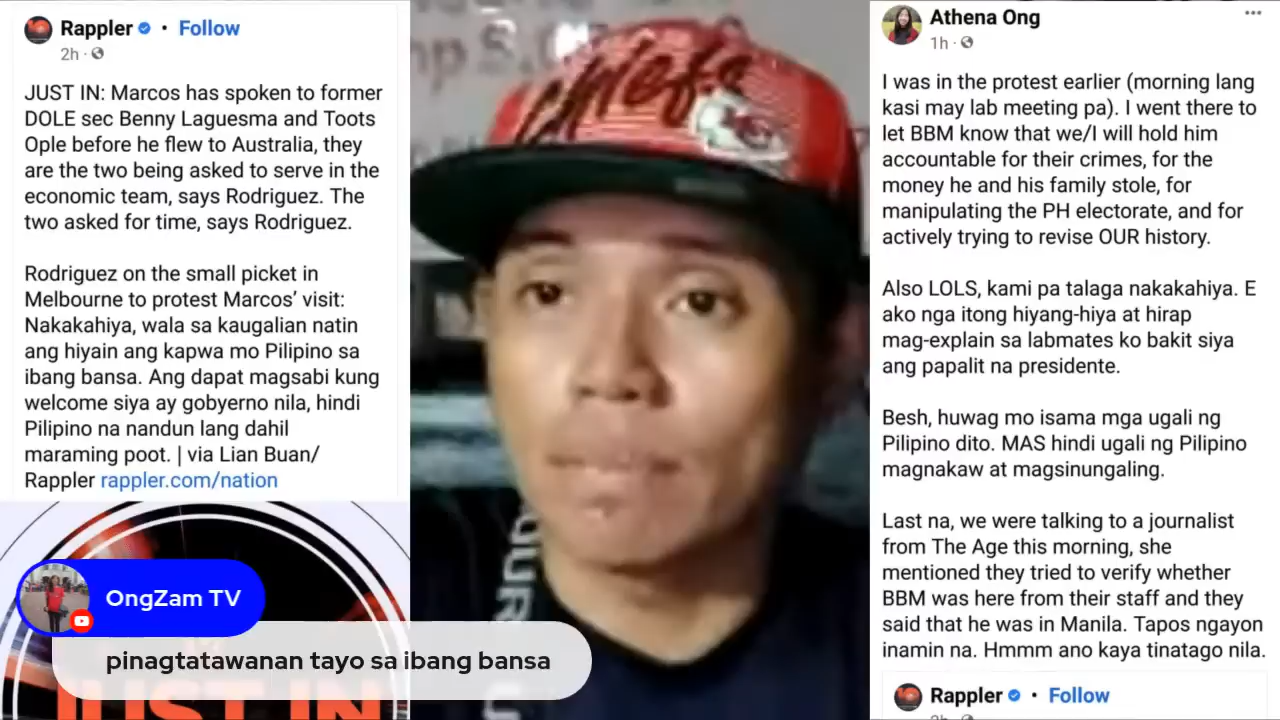 Rappler • Follow
2h
JUST IN: Marcos has spoken to former
DOLE sec Benny Laguesma and Toots
Ople before he flew to Australia, they
are the two being asked to serve in the
economic team, says Rodriguez. The
two asked for time, says Rodriguez.
Rodriguez on the small picket in
Melbourne to protest Marcos’ visit:
Nakakahiya, wala sa kaugalian natin
ang hiyain ang kapwa mo Pilipino sa
ibang bansa. Ang dapat magsabi kung
welcome siya ay gobyerno nila, hindi
Pilipino na nandun lang dahil
maraming poot. | via Lian Buan/
Rappler rappler.com/nation
OngZam TV
pinagtatawanan tayo sa ibang bansa
JUST IN
Chiefs
Athena Ong
1h
I was in the protest earlier (morning lang
kasi may lab meeting pa). I went there to
let BBM know that we/I will hold him
accountable for their crimes, for the
money he and his family stole, for
manipulating the PH electorate, and for
actively trying to revise OUR history.
Also LOLS, kami pa talaga nakakahiya. E
ako nga itong hiyang-hiya at hirap
mag-explain sa labmates ko bakit siya
ang papalit na presidente.
Besh, huwag mo isama mga ugali ng
Pilipino dito. MAS hindi ugali ng Pilipino
magnakaw at magsinungaling.
Last na, we were talking to a journalist
from The Age this morning, she
mentioned they tried to verify whether
BBM was here from their staff and they
said that he was in Manila. Tapos ngayon
inamin na. Hmmm ano kaya tinatago nila.
Rappler • Follow